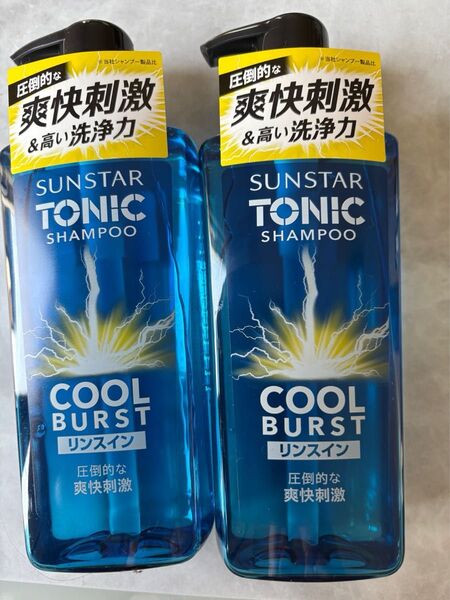 ※当社シャンプー製品比
圧倒的な
爽快刺激
&高い洗浄力
SUNSTAR
TONIC
SHAMPOO
COOL
BURST
リンスイン
圧倒的な
爽快刺激
※当社シャンプー製品比
圧倒的な
爽快刺激
&高い洗浄力
SUNSTAR
TONIC
SHAMPOO
COOL
BURST
リンスイン
圧倒的な
爽快刺激